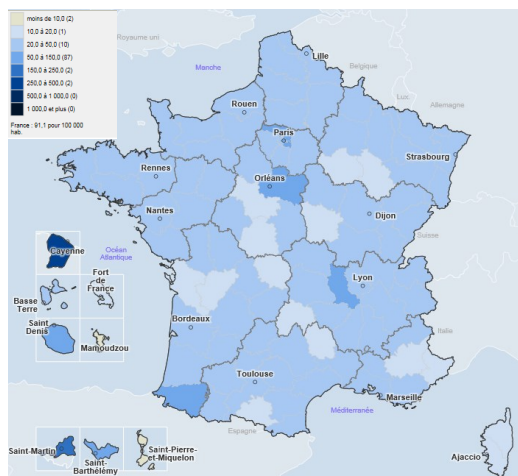 moins de 10,0 (2)
10,0 à 20,0 (1)
20,0 à 50,0 (10)
50,0 à 150,0 (87)
150,0 à 250,0 (2)
250,0 à 500,0 (2)
500,0 à 1 000,0 (0)
1 000,0 et plus (0)
France : 91,1 pour 100 000
hab.
Royaume uni
Lille
Belgique
Manche
Lux.
Allemagne
Rouen
Paris
Strasbourg
Rennes
Orléans
Nantes
Dijon
Suisse
Cayenne
Océan
Atlantique
Fort
de
France
Basse
Terre
Lyon
Saint
Denis
Mamoudzou
Bordeaux
Italie
Toulouse
Marseille
Méditerranée
Espagne
Saint-Martin
Saint-
Barthélémy
Saint-Pierre
et-Miquelon
Ajaccio